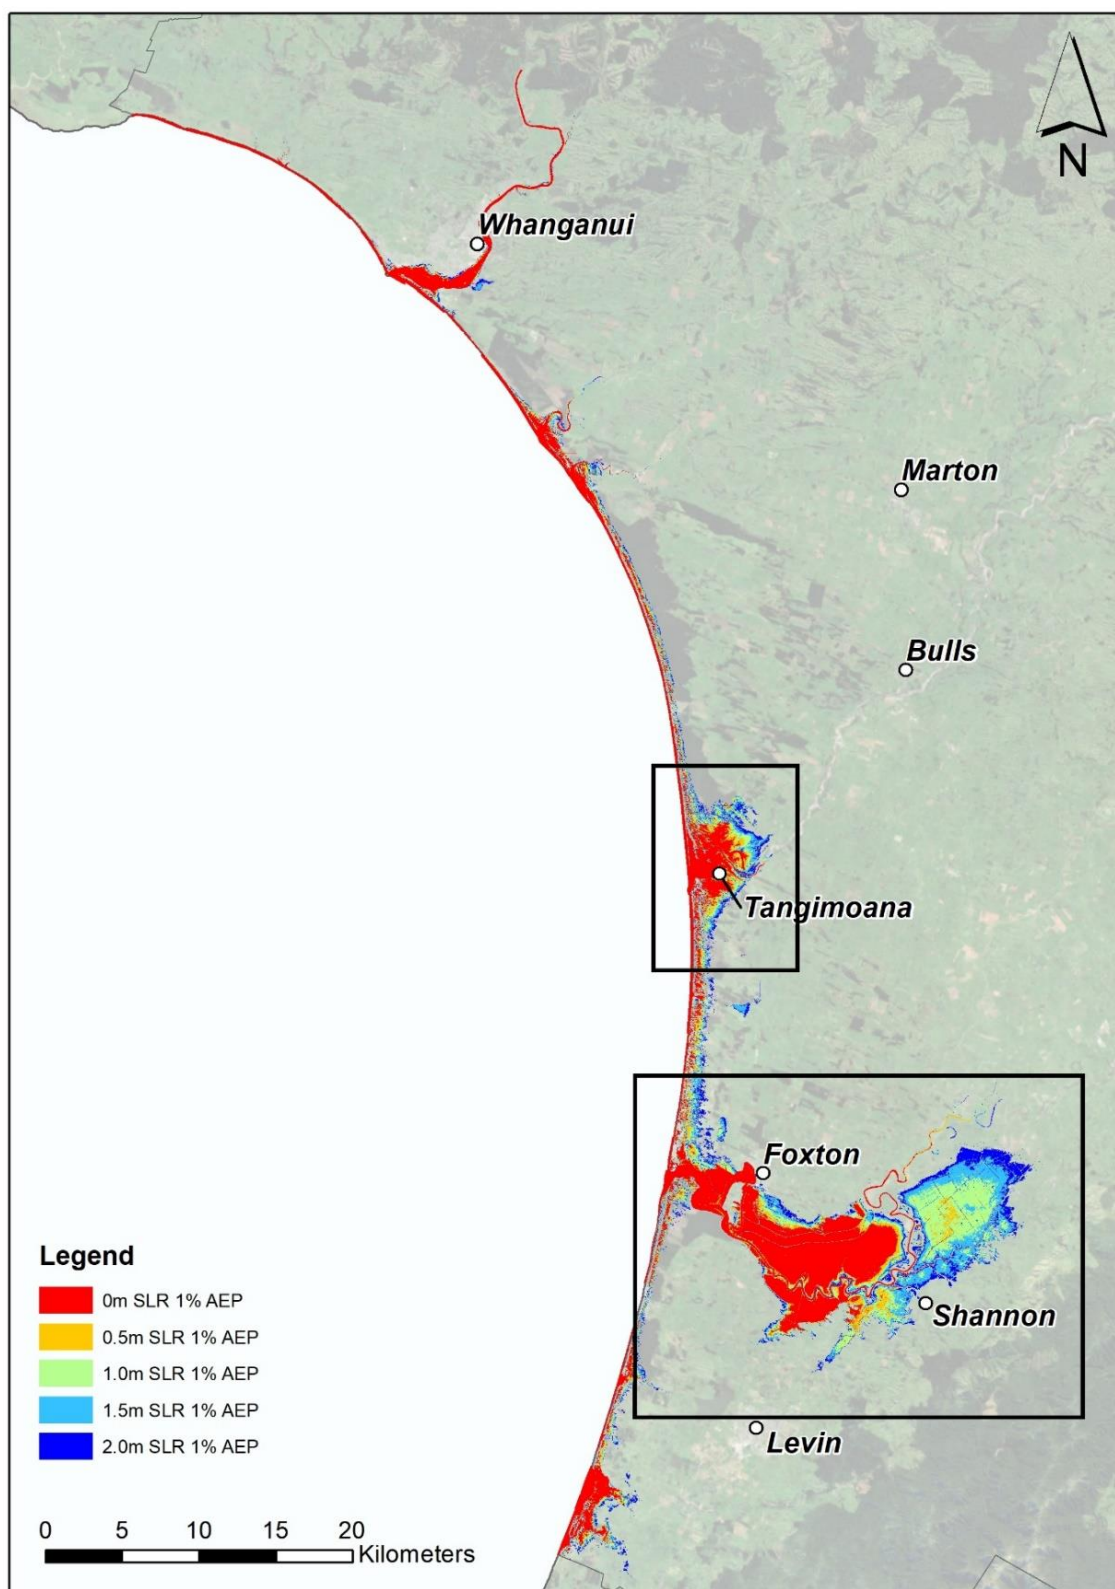 N
Whanganui
Marton
Bulls
Tangimoana
Foxton
Shannon
Levin
Legend
0m SLR 1% AEP
0.5m SLR 1% AEP
1.0m SLR 1% AEP
1.5m SLR 1% AEP
2.0m SLR 1% AEP
0 5 10 15 20
Kilometers